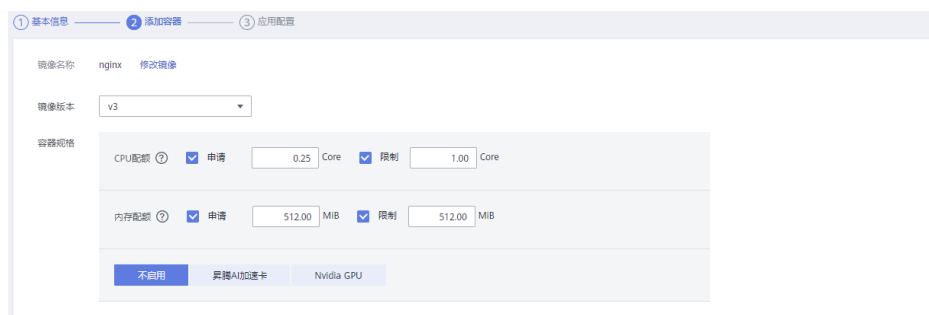 1 基本信息 2 添加容器 3 应用配置
镜像名称 nginx 修改镜像
镜像版本 v3
容器规格
CPU配额 ? 申请 0.25 Core 限制 1.00 Core
内存配额 ? 申请 512.00 MiB 限制 512.00 MiB
不启用 昇腾AI加速卡 Nvidia GPU